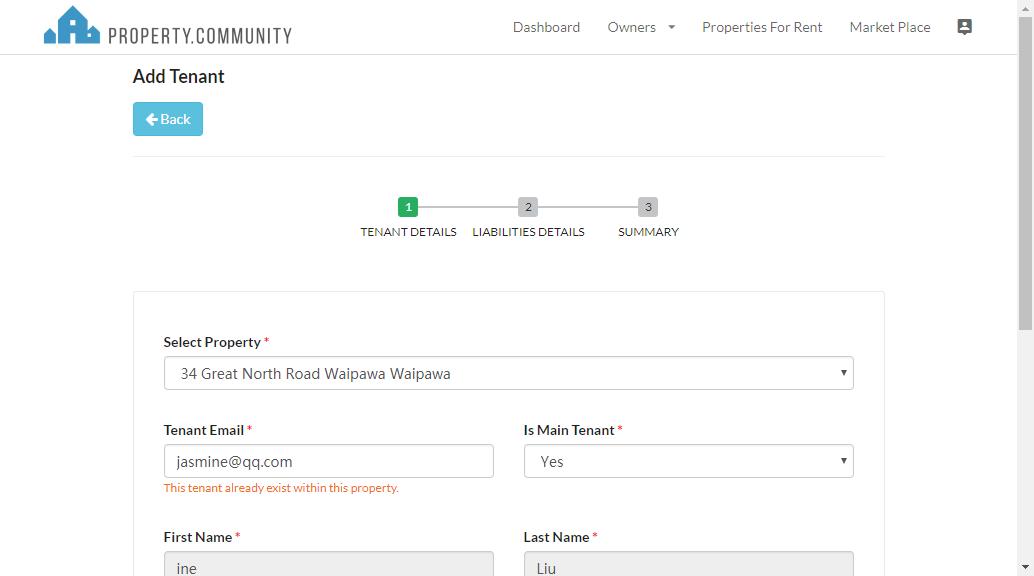 PROPERTY.COMMUNITY
Dashboard Owners Properties For Rent Market Place
Add Tenant
Back
1 2 3
TENANT DETAILS LIABILITIES DETAILS SUMMARY
Select Property *
34 Great North Road Waipawa Waipawa
Tenant Email * Is Main Tenant *
jasmine@qq.com Yes
This tenant already exist within this property.
First Name * Last Name *
ine Liu